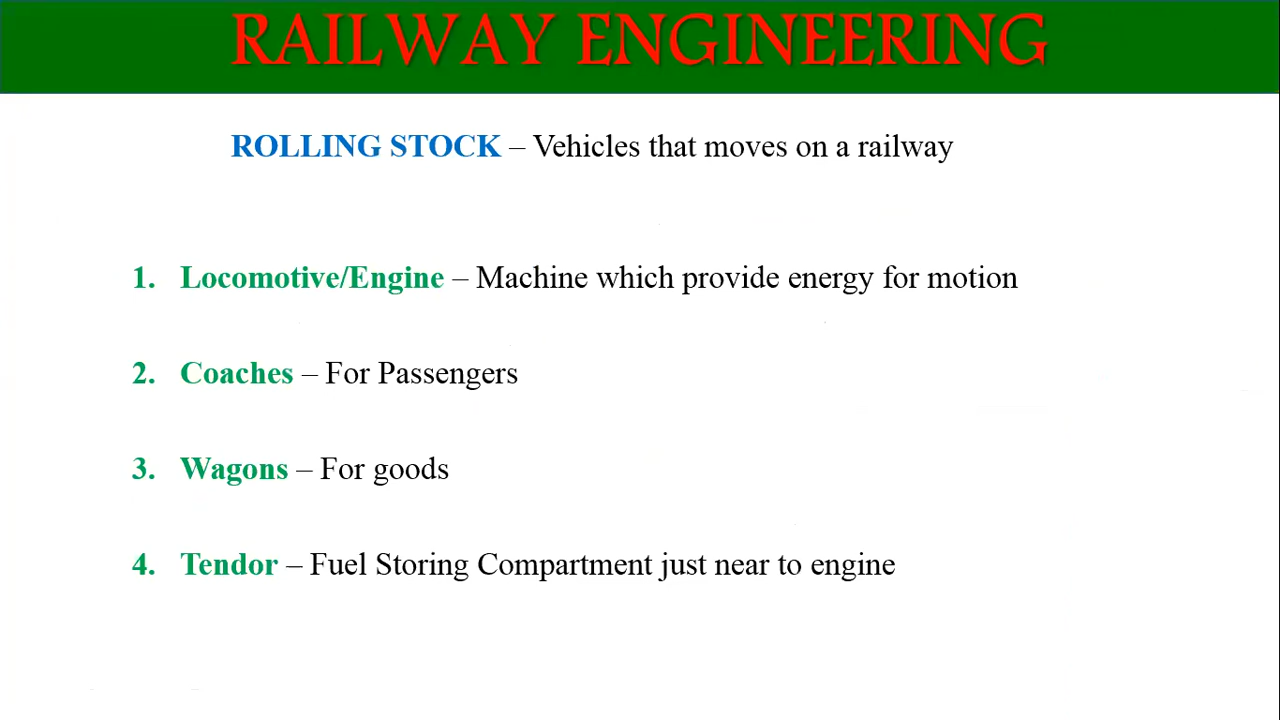 RAILWAY ENGINEERING
ROLLING STOCK – Vehicles that moves on a railway
1. Locomotive/Engine – Machine which provide energy for motion
2. Coaches – For Passengers
3. Wagons – For goods
4. Tendor – Fuel Storing Compartment just near to engine